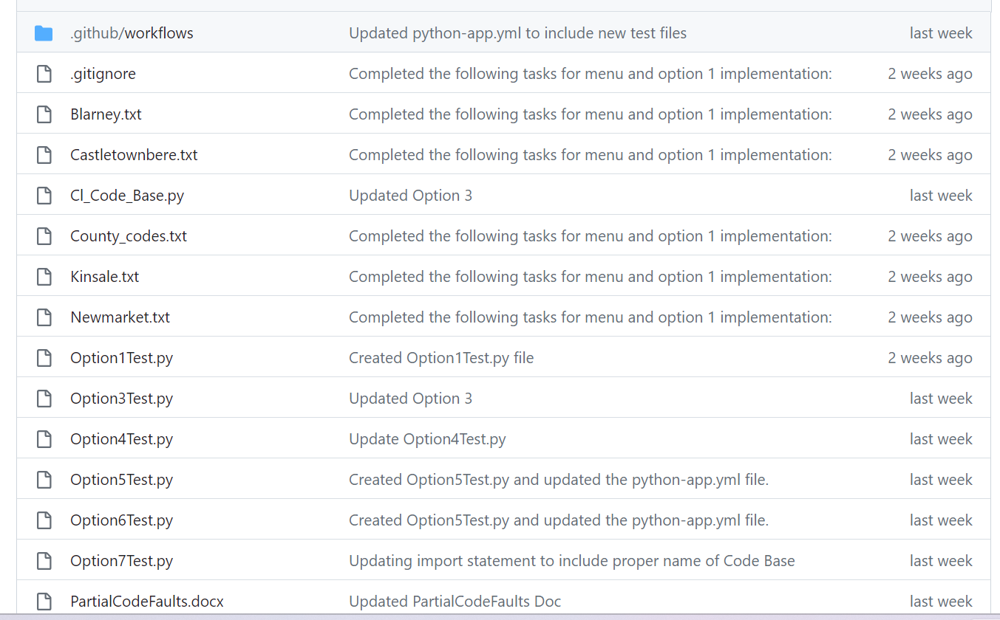 .github/workflows Updated python-app.yml to include new test files last week
.gitignore Completed the following tasks for menu and option 1 implementation: 2 weeks ago
Blarney.txt Completed the following tasks for menu and option 1 implementation: 2 weeks ago
Castletownbere.txt Completed the following tasks for menu and option 1 implementation: 2 weeks ago
Cl_Code_Base.py Updated Option 3 last week
County_codes.txt Completed the following tasks for menu and option 1 implementation: 2 weeks ago
Kinsale.txt Completed the following tasks for menu and option 1 implementation: 2 weeks ago
Newmarket.txt Completed the following tasks for menu and option 1 implementation: 2 weeks ago
Option1Test.py Created Option1Test.py file 2 weeks ago
Option3Test.py Updated Option 3 last week
Option4Test.py Update Option4Test.py last week
Option5Test.py Created Option5Test.py and updated the python-app.yml file. last week
Option6Test.py Created Option5Test.py and updated the python-app.yml file. last week
Option7Test.py Updating import statement to include proper name of Code Base last week
PartialCodeFaults.docx Updated PartialCodeFaults Doc last week